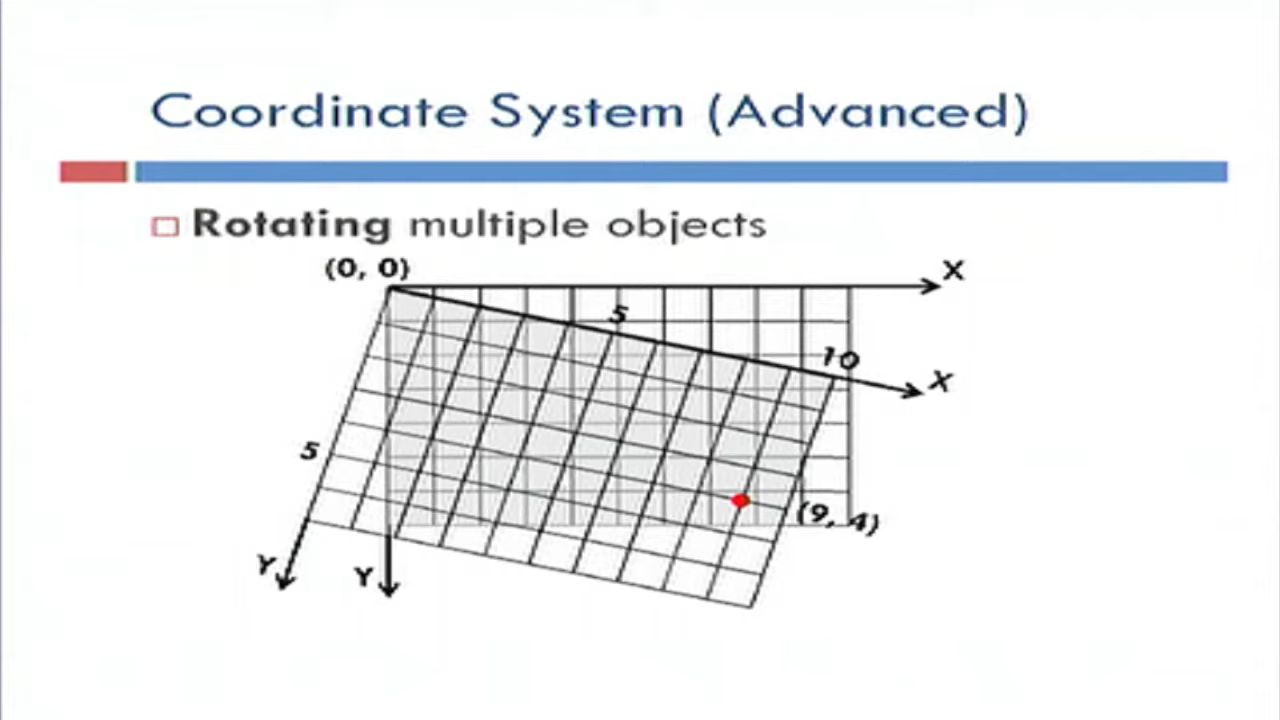 Coordinate System (Advanced)
Rotating multiple objects
(0, 0)
X
5
10
X
5
(9, 4)
Y
Y